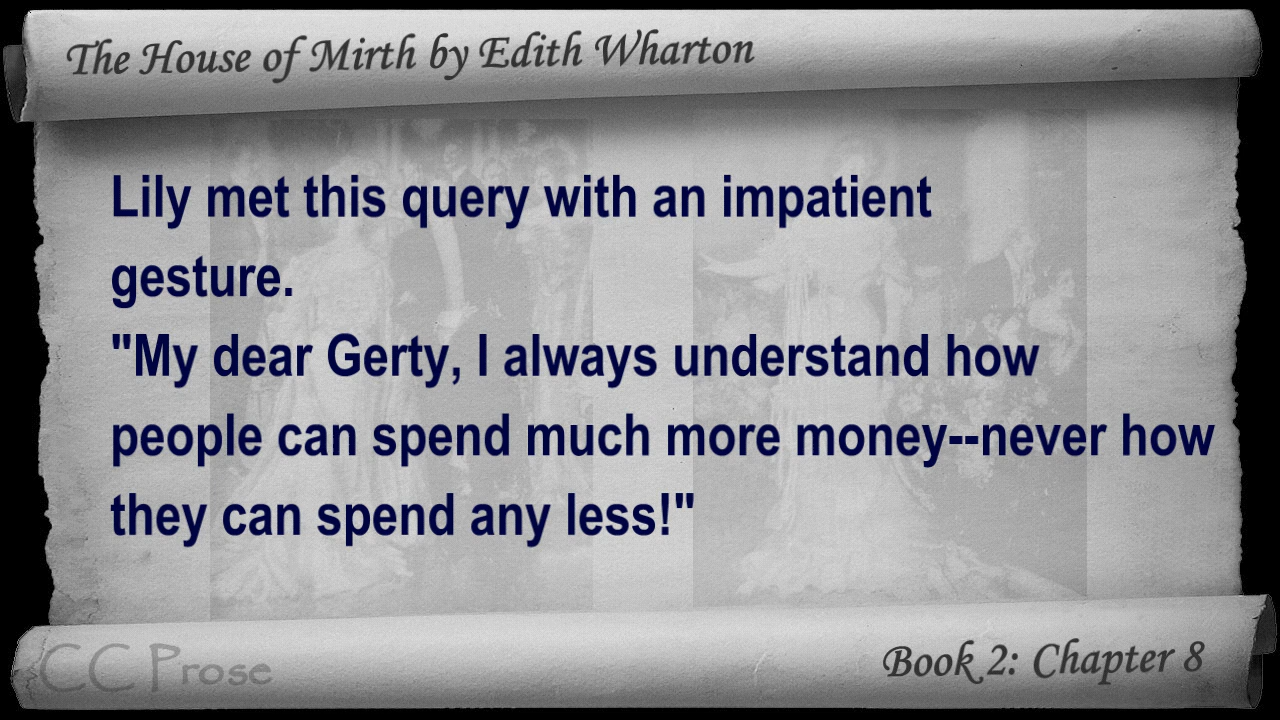 The House of Mirth by Edith Wharton
Lily met this query with an impatient
gesture.
"My dear Gerty, I always understand how
people can spend much more money--never how
they can spend any less!"
CC Prose
Book 2: Chapter 8